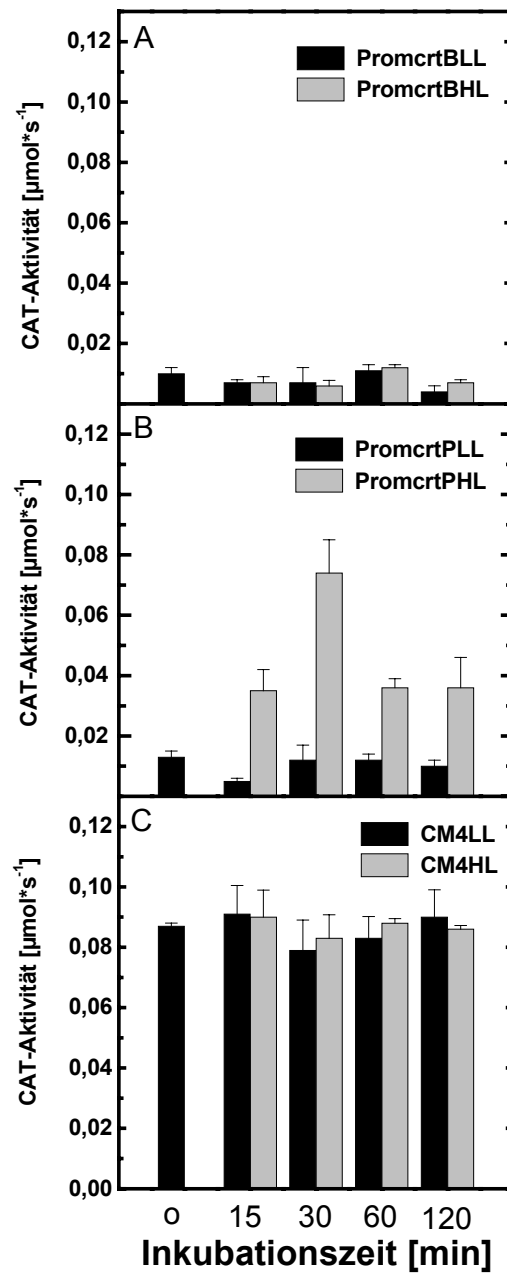 A
PromcrtBLL
PromcrtBHL
0,12
0,10
0,08
0,06
0,04
0,02
CAT-Aktivität [µmol*s⁻¹]
B
PromcrtPLL
PromcrtPHL
0,12
0,10
0,08
0,06
0,04
0,02
CAT-Aktivität [µmol*s⁻¹]
C
CM4LL
CM4HL
0,12
0,10
0,08
0,06
0,04
0,02
0,00
CAT-Aktivität [µmol*s⁻¹]
o 15 30 60 120
Inkubationszeit [min]